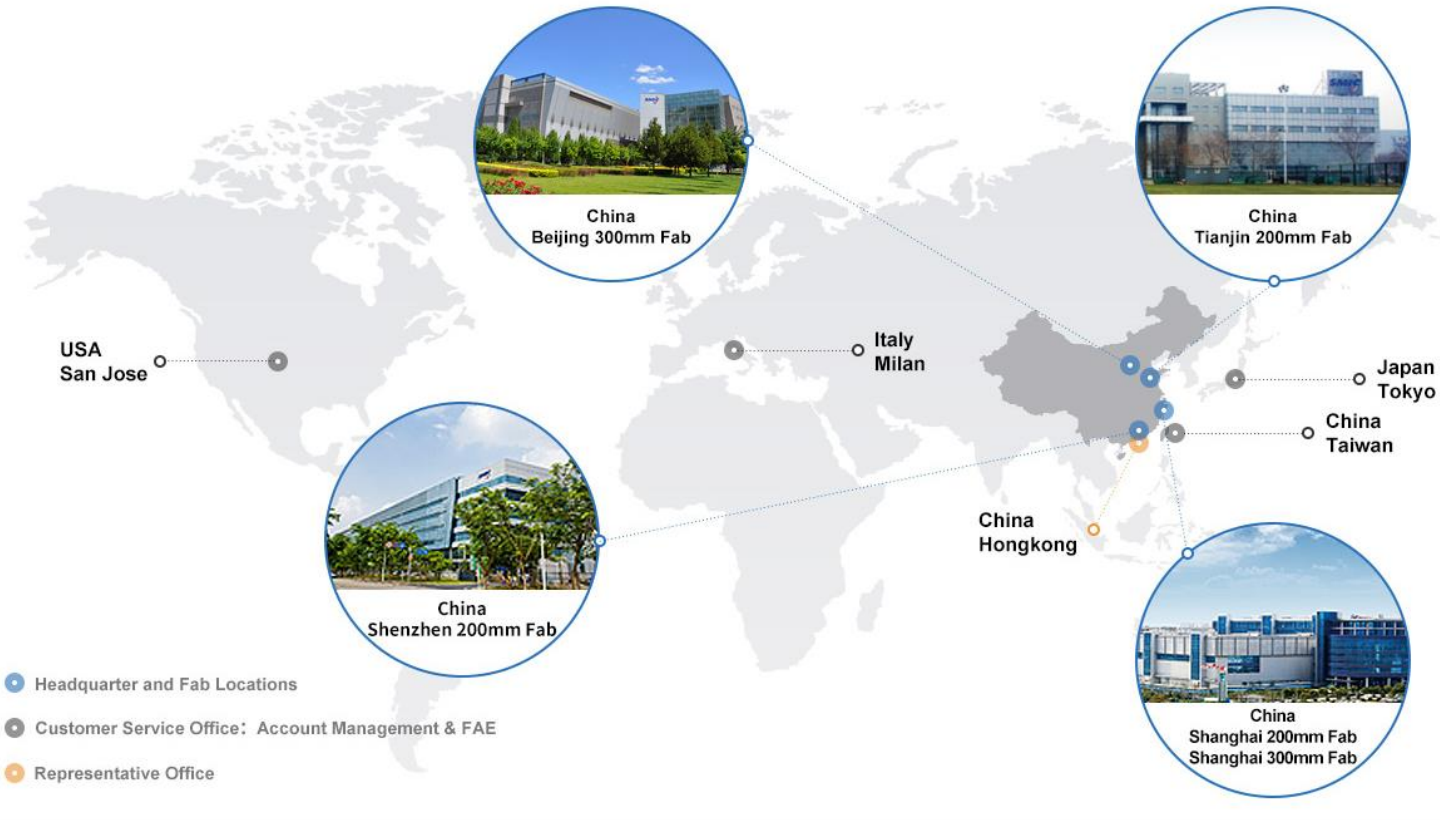 China
Beijing 300mm Fab
China
Tianjin 200mm Fab
SMIC
SMIC
USA
San Jose
Italy
Milan
Japan
Tokyo
China
Taiwan
China
Hongkong
China
Shenzhen 200mm Fab
China
Shanghai 200mm Fab
Shanghai 300mm Fab
Headquarter and Fab Locations
Customer Service Office：Account Management & FAE
Representative Office